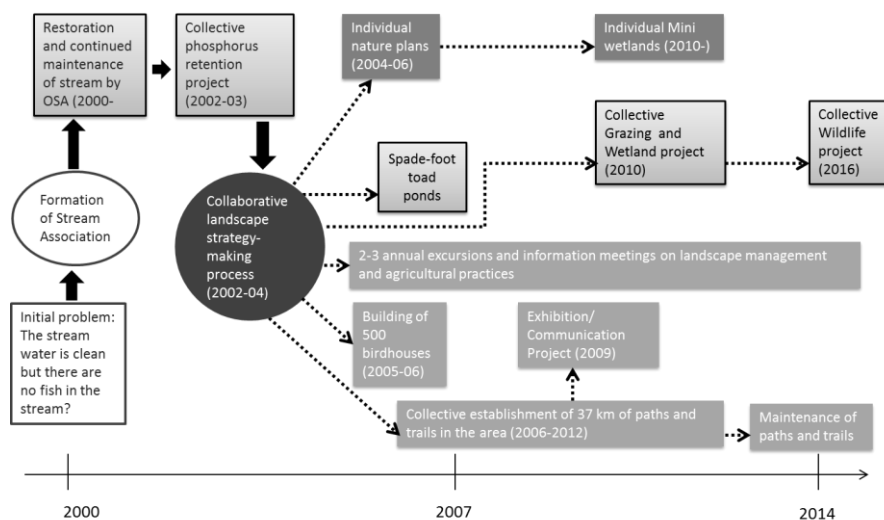 Restoration
and continued
maintenance
of stream by
OSA (2000-
Collective
phosphorus
retention
project
(2002-03)
Individual
nature plans
(2004-06)
Individual Mini
wetlands (2010-)
Spade-foot
toad
ponds
Collective
Grazing and
Wetland project
(2010)
Collective
Wildlife
project
(2016)
Formation
of Stream
Association
Collaborative
landscape
strategy-
making
process
(2002-04)
2-3 annual excursions and information meetings on landscape management
and agricultural practices
Initial problem:
The stream
water is clean
but there are
no fish in the
stream?
Building of
500
birdhouses
(2005-06)
Exhibition/
Communication
Project (2009)
Collective establishment of 37 km of paths and
trails in the area (2006-2012)
Maintenance of
paths and trails
2000
2007
2014